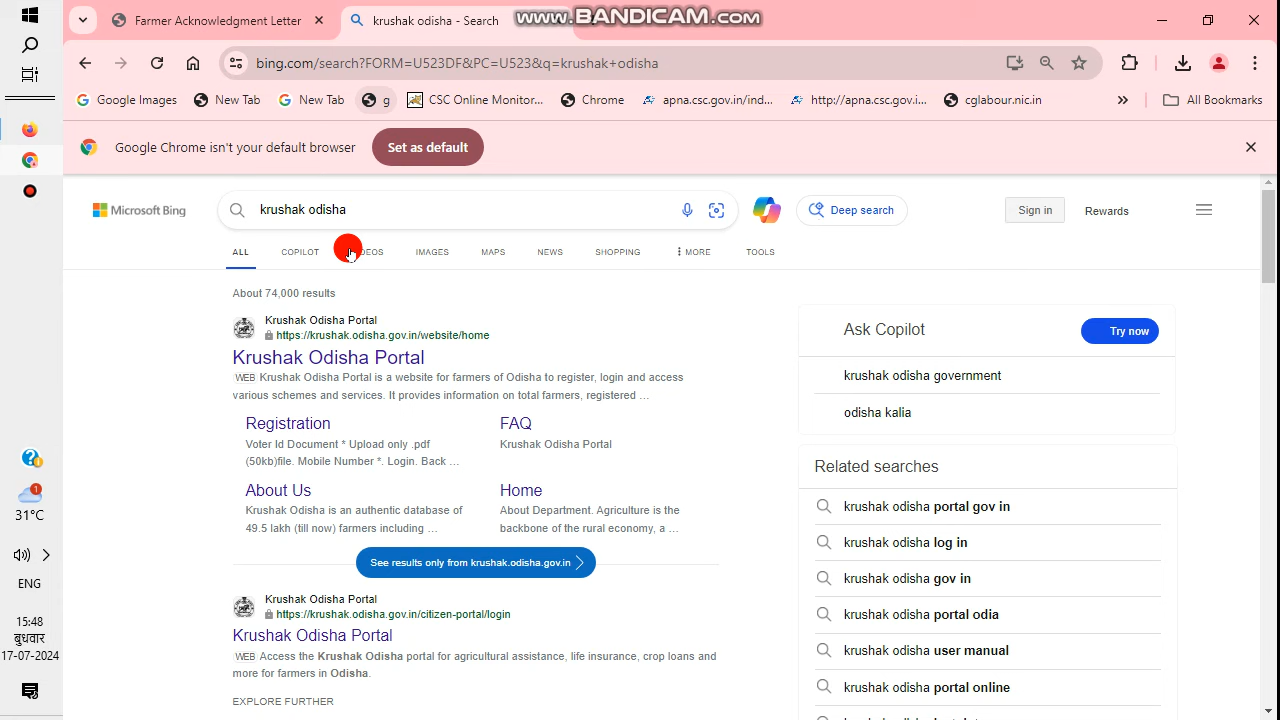 Farmer Acknowledgment Letter
krushak odisha - Search
www.BANDICAM.com
bing.com/search?FORM=U523DF&PC=U523&q=krushak+odisha
Google Images
New Tab
New Tab
g
CSC Online Monitor...
Chrome
apna.csc.gov.in/ind...
http://apna.csc.gov.i...
cglabour.nic.in
All Bookmarks
Google Chrome isn't your default browser
Set as default
Microsoft Bing
krushak odisha
Deep search
Sign in
Rewards
ALL
COPILOT
IMAGES
MAPS
NEWS
SHOPPING
MORE
TOOLS
About 74,000 results
Krushak Odisha Portal
https://krushak.odisha.gov.in/website/home
Krushak Odisha Portal
WEB Krushak Odisha Portal is a website for farmers of Odisha to register, login and access
various schemes and services. It provides information on total farmers, registered ...
Registration
Voter Id Document * Upload only .pdf
(50kb)file. Mobile Number *. Login. Back ...
FAQ
Krushak Odisha Portal
About Us
Krushak Odisha is an authentic database of
49.5 lakh (till now) farmers including ...
Home
About Department. Agriculture is the
backbone of the rural economy, a ...
See results only from krushak.odisha.gov.in
Krushak Odisha Portal
https://krushak.odisha.gov.in/citizen-portal/login
Krushak Odisha Portal
WEB Access the Krushak Odisha portal for agricultural assistance, life insurance, crop loans and
more for farmers in Odisha.
EXPLORE FURTHER
Ask Copilot
Try now
krushak odisha government
odisha kalia
Related searches
krushak odisha portal gov in
krushak odisha log in
krushak odisha gov in
krushak odisha portal odia
krushak odisha user manual
krushak odisha portal online
1
31°C
ENG
15:48
बुधवार
17-07-2024